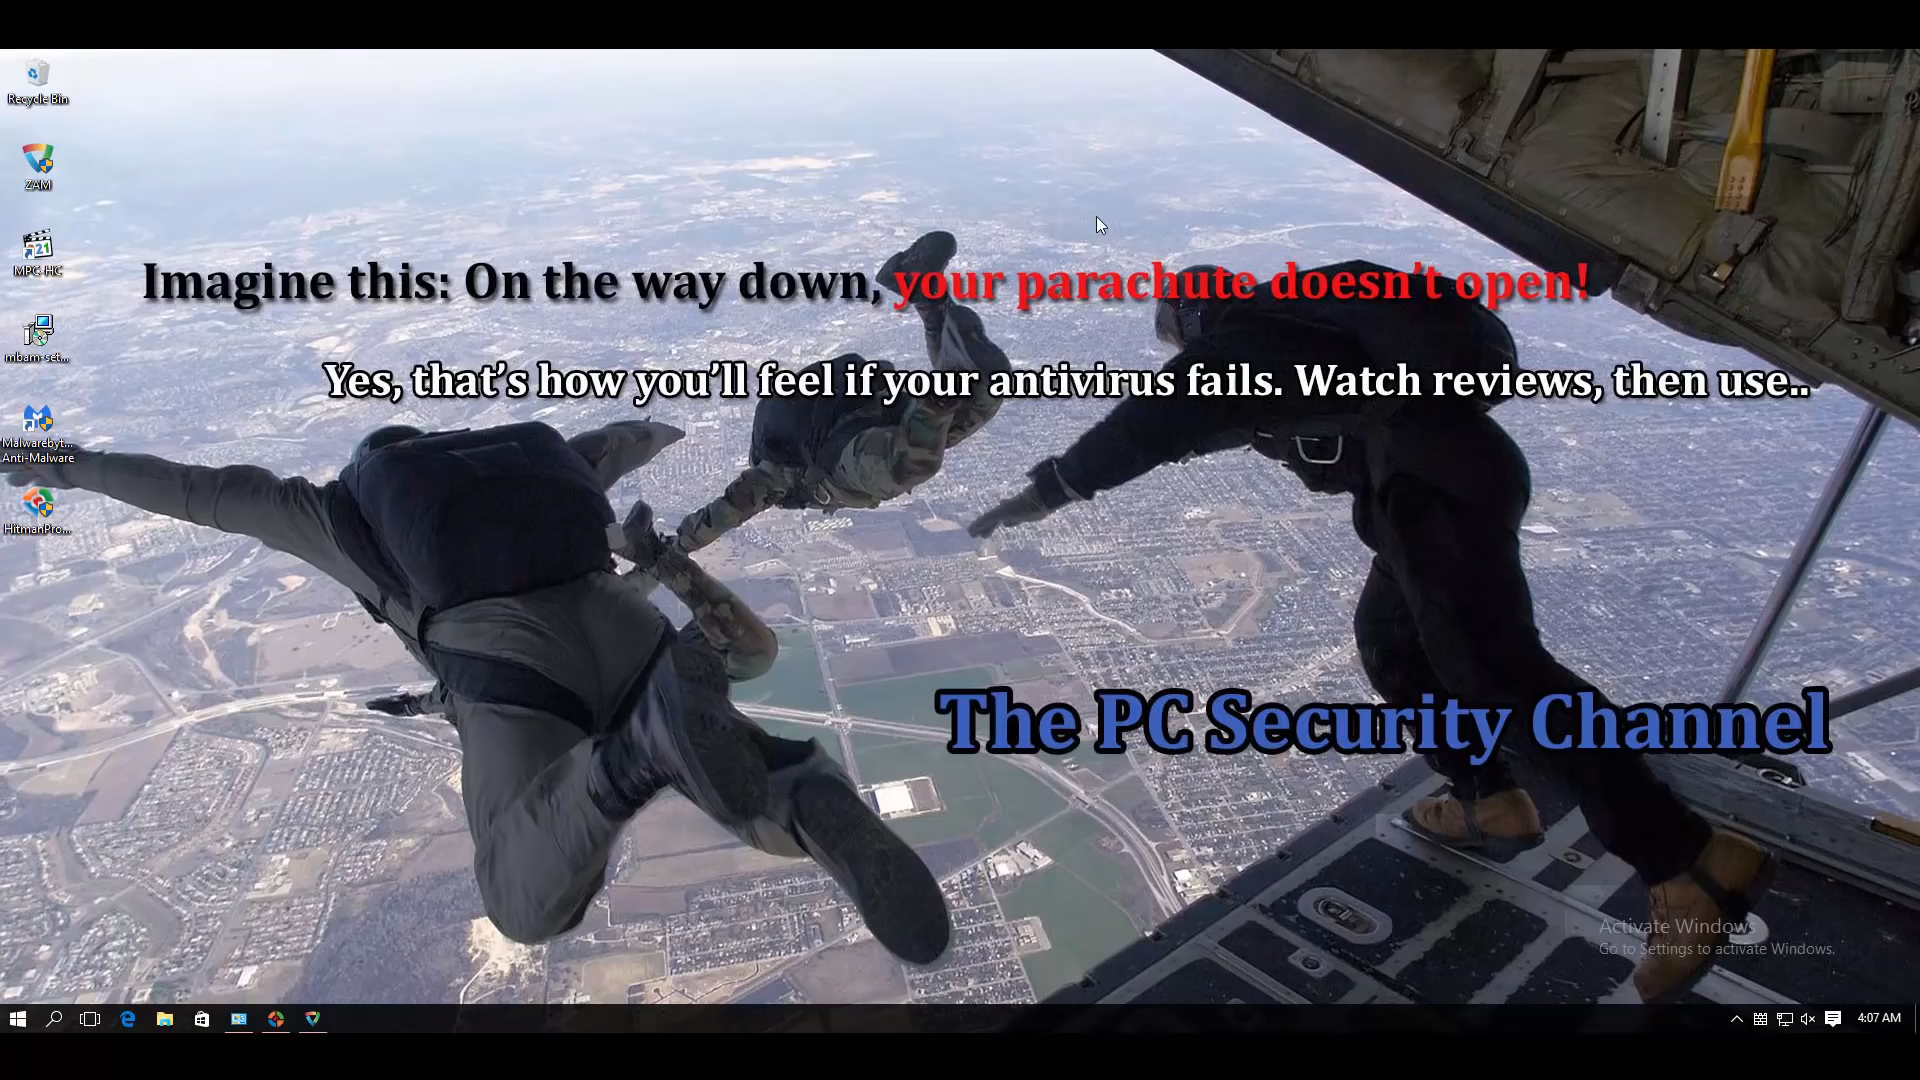 Recycle Bin
ZAM
MPC-HC
mbam-set...
Malwarebyt...
Anti-Malware
HitmanPro...
Imagine this: On the way down, your parachute doesn't open!
Yes, that's how you'll feel if your antivirus fails. Watch reviews, then use..
The PC Security Channel
Activate Windows
Go to Settings to activate Windows.
4:07 AM